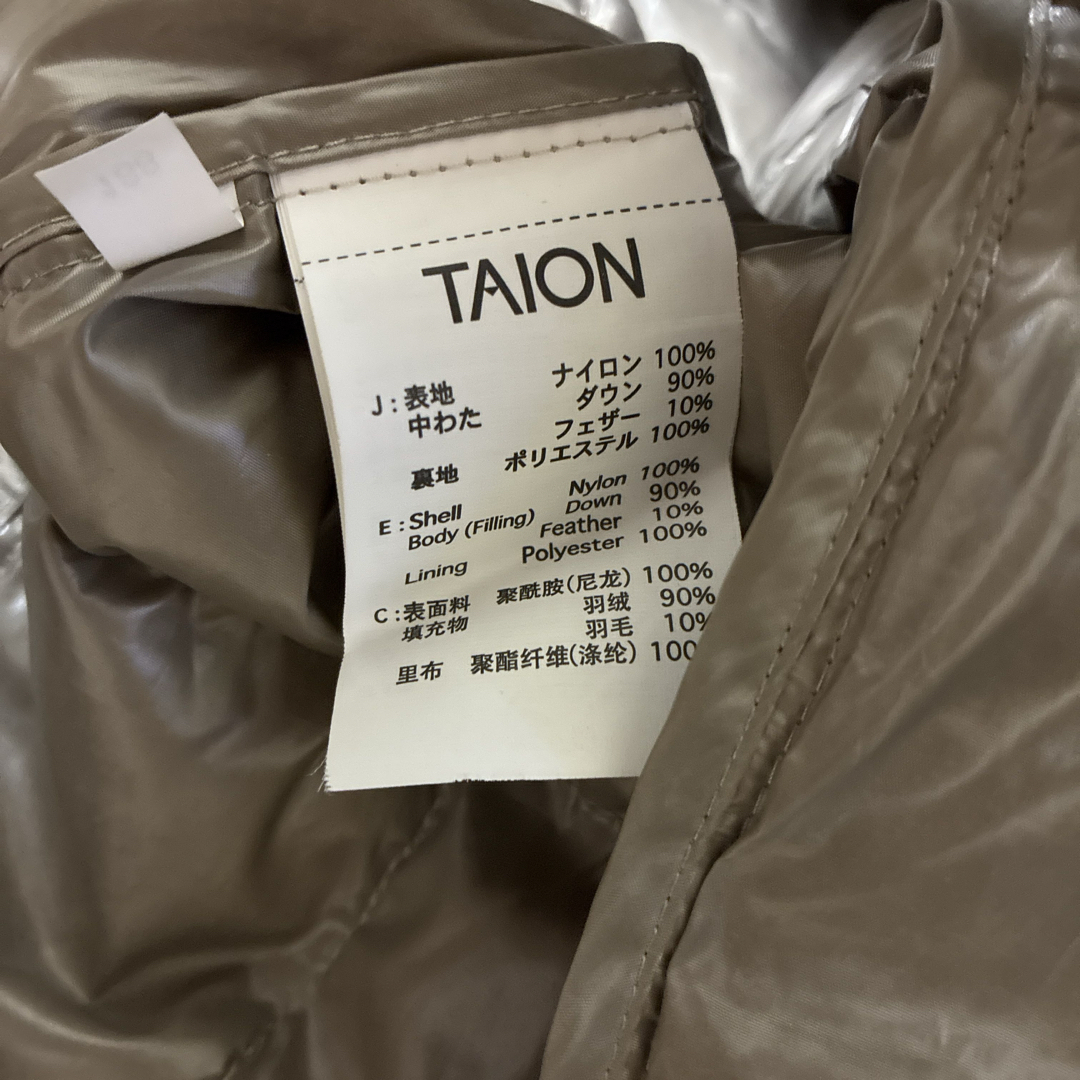 TAION
J : 表地 ナイロン 100%
中わた ダウン 90%
フェザー 10%
裏地 ポリエステル 100%
E : Shell Nylon 100%
Body (Filling) Down 90%
Feather 10%
Lining Polyester 100%
C : 表面料 聚酰胺(尼龙) 100%
填充物 羽绒 90%
羽毛 10%
里布 聚酯纤维(涤纶) 100